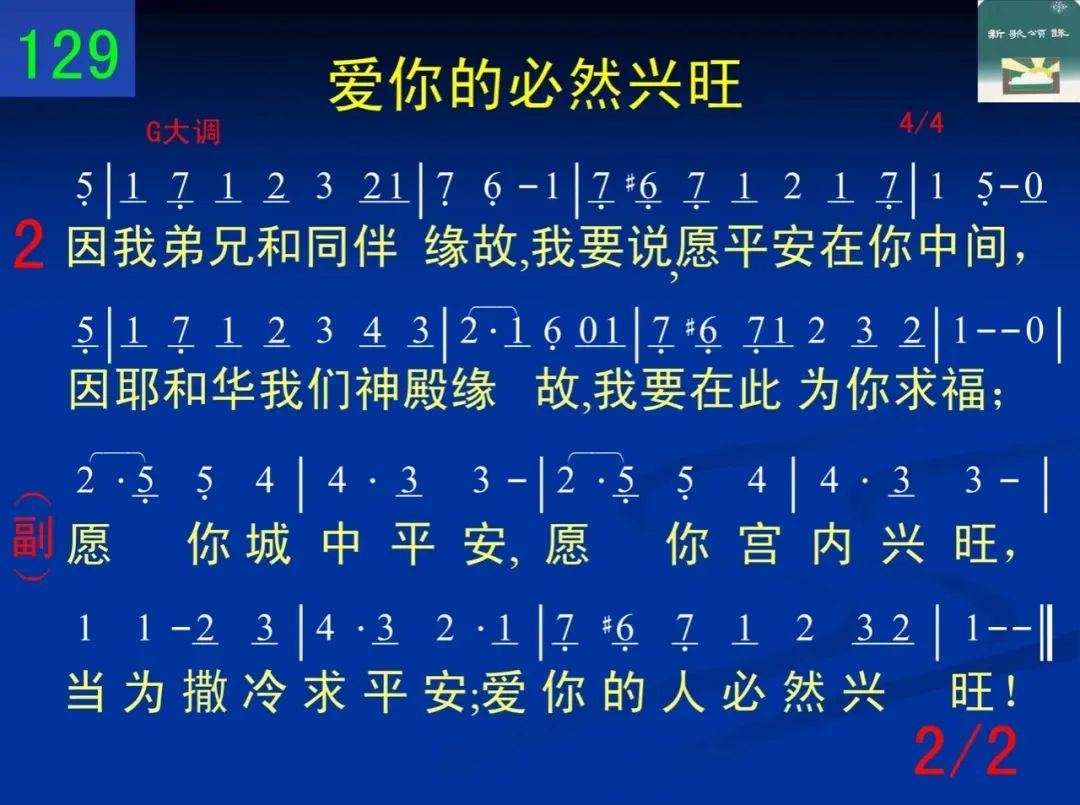 129
新歌颂詠
爱你的必然兴旺
G大调
4/4
5|1 7 1 2 3 21|7 6 -1|7 #6 7 1 2 1 7|1 5-0
2 因我弟兄和同伴 缘故,我要说,愿平安在你中间，
5|1 7 1 2 3 4 3|2·1 6 01|7 #6 71 2 3 2|1--0|
因耶和华我们神殿缘 故,我要在此 为你求福；
2·5 5 4|4·3 3-|2·5 5 4|4·3 3-|
（副） 愿 你城中平安, 愿 你宫内兴旺，
1 1-2 3|4·3 2·1|7 #6 7 1 2 3 2|1--‖
当为撒冷求平安;爱你的人必然兴 旺！
2/2